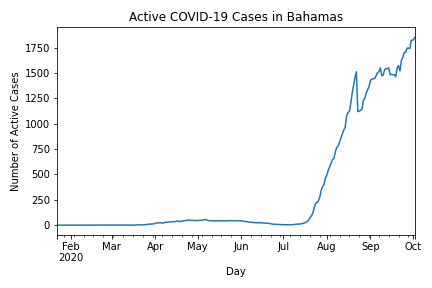 Active COVID-19 Cases in Bahamas
Number of Active Cases
1750
1500
1250
1000
750
500
250
0
Feb Mar Apr May Jun Jul Aug Sep Oct
2020
Day